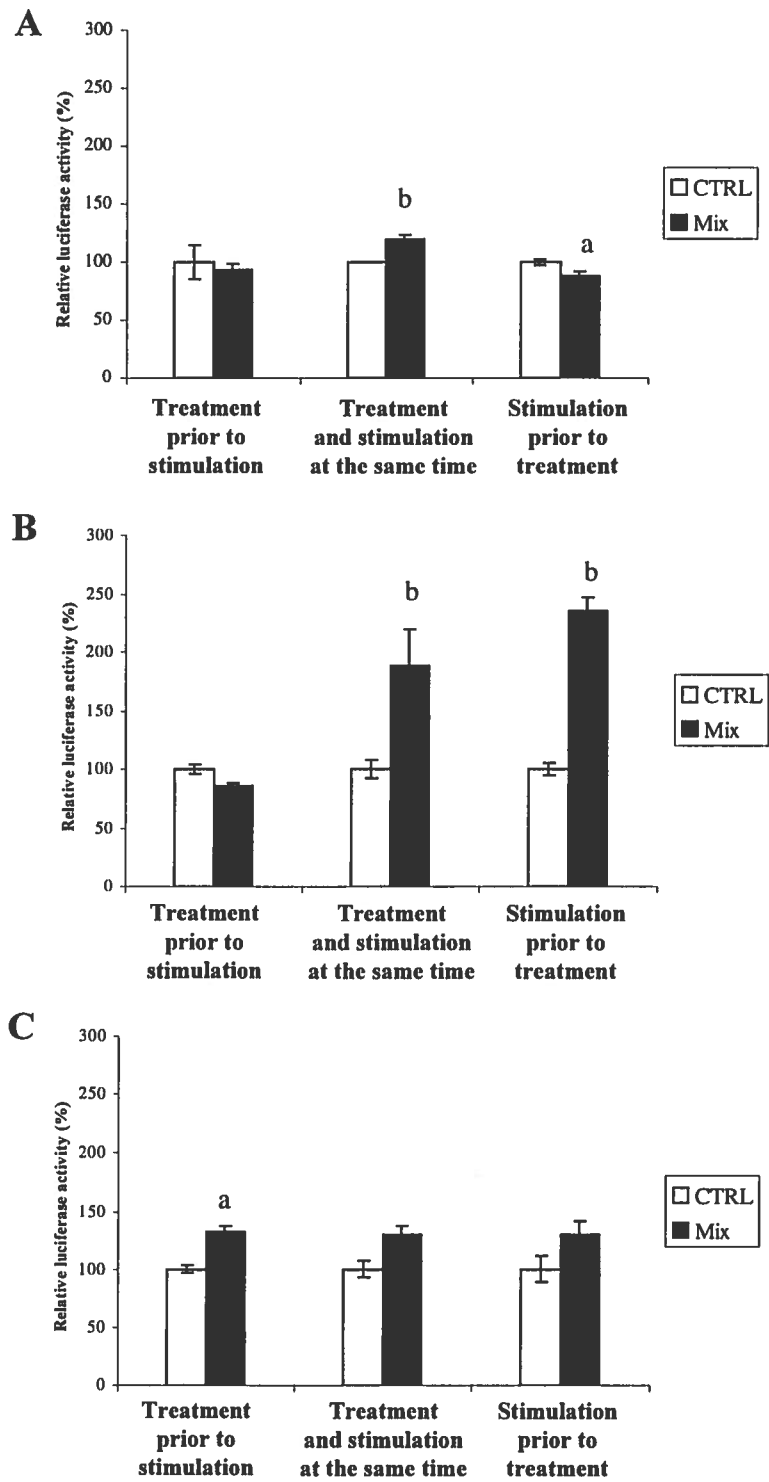 A
Relative luciferase activity (%)
300
250
200
150
100
50
0
b
a
CTRL
Mix
Treatment
prior to
stimulation
Treatment
and stimulation
at the same time
Stimulation
prior to
treatment
B
Relative luciferase activity (%)
300
250
200
150
100
50
0
b
b
CTRL
Mix
Treatment
prior to
stimulation
Treatment
and stimulation
at the same time
Stimulation
prior to
treatment
C
Relative luciferase activity (%)
300
250
200
150
100
50
0
a
CTRL
Mix
Treatment
prior to
stimulation
Treatment
and stimulation
at the same time
Stimulation
prior to
treatment